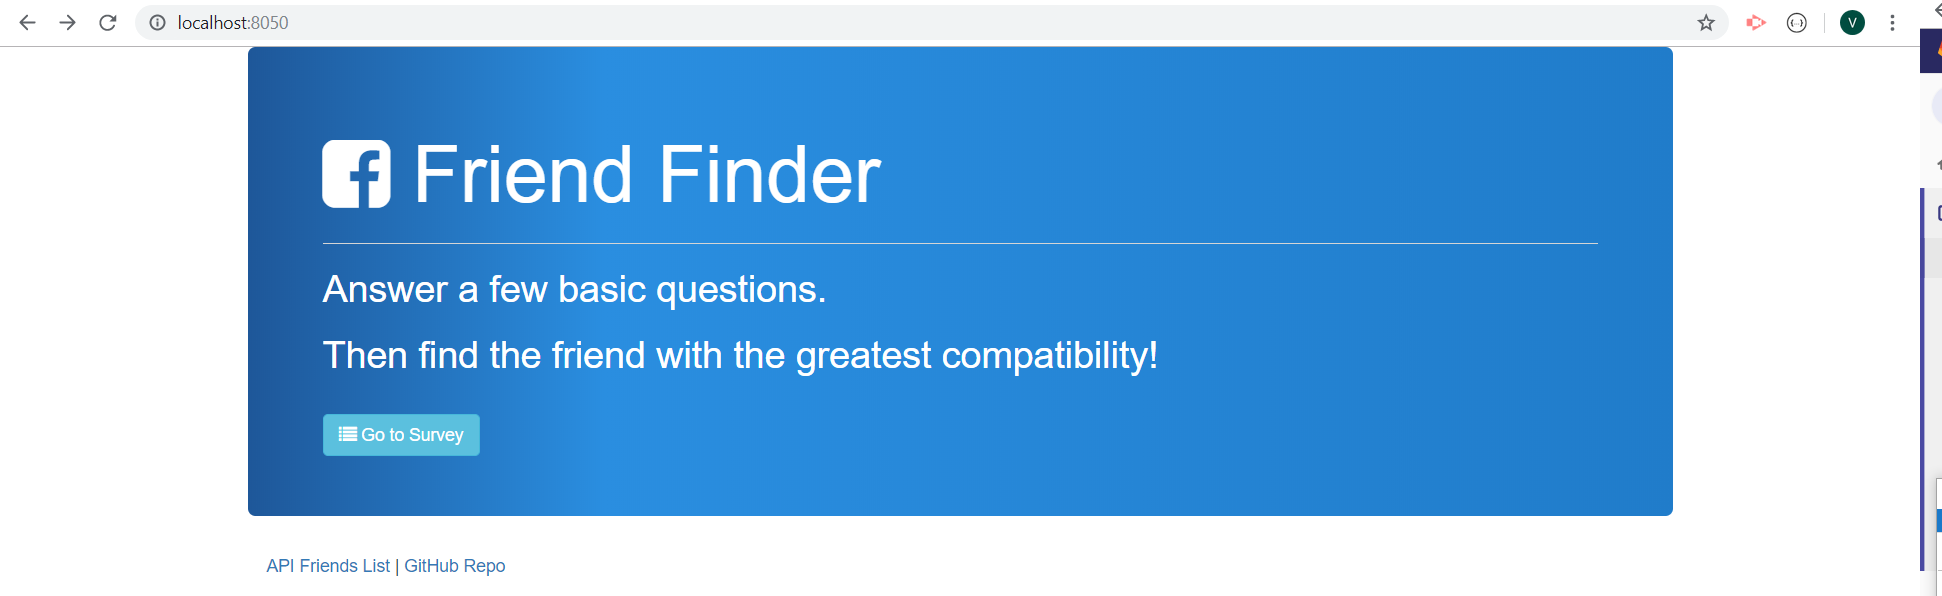 localhost:8050
V
Friend Finder
Answer a few basic questions.
Then find the friend with the greatest compatibility!
Go to Survey
API Friends List | GitHub Repo